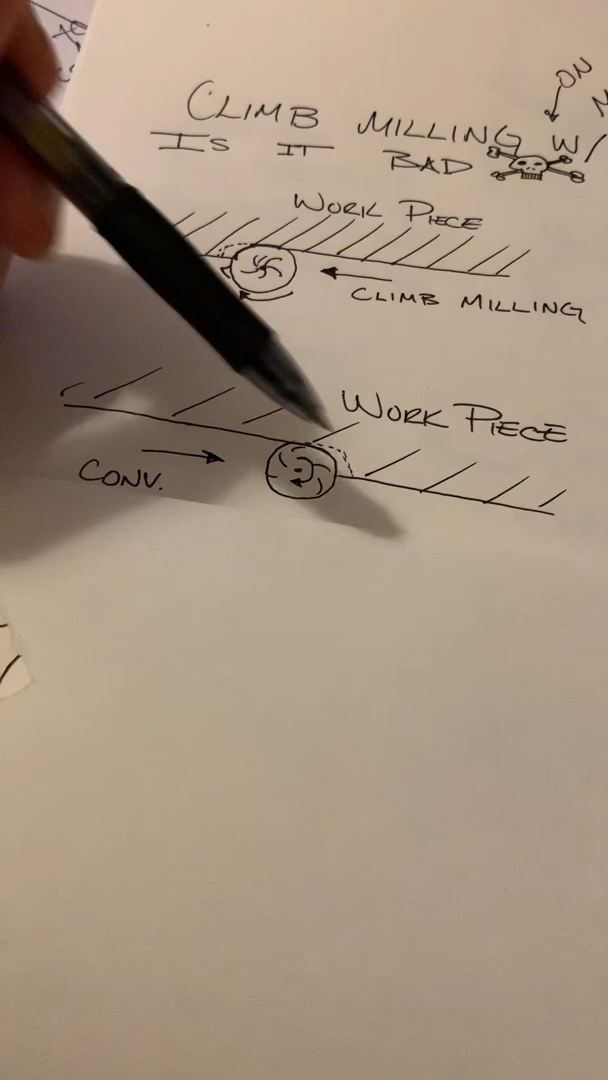 ON
CLIMB MILLING W/
IS IT BAD
WORK PIECE
CLIMB MILLING
WORK PIECE
CONV.